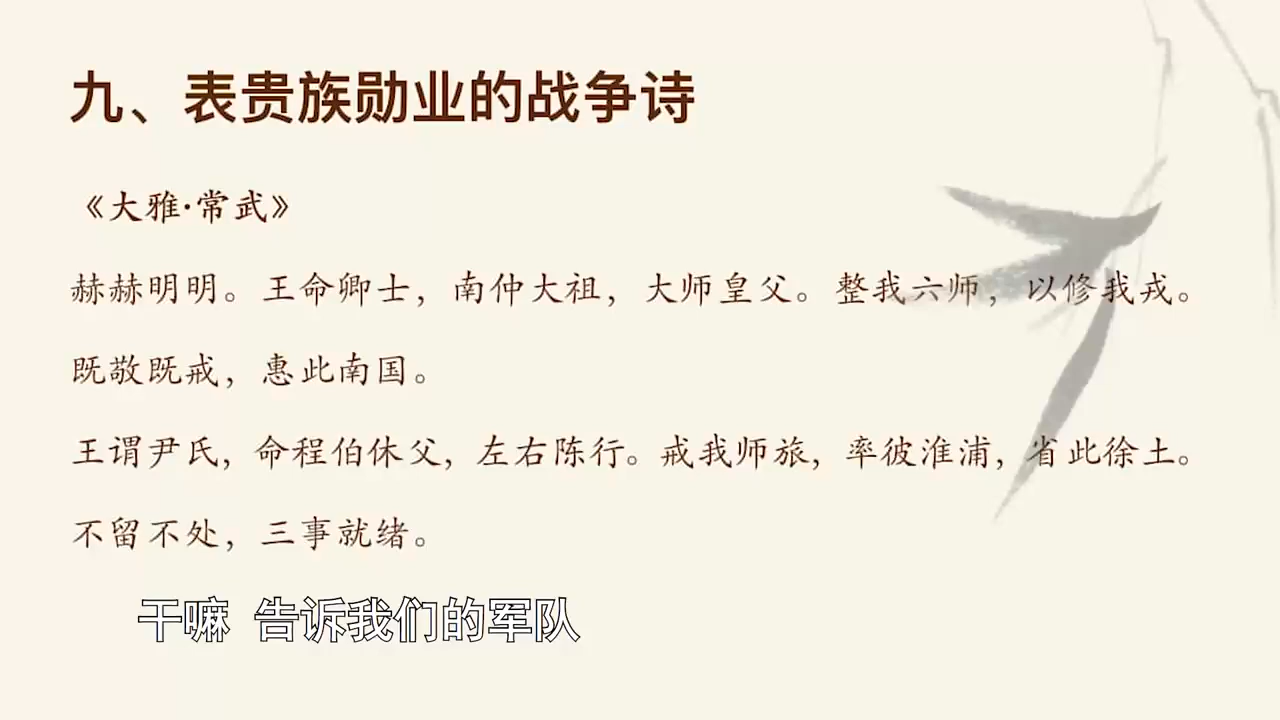 九、表贵族勋业的战争诗
《大雅·常武》
赫赫明明。王命卿士，南仲大祖，大师皇父。整我六师，以修我戎。
既敬既戒，惠此南国。
王谓尹氏，命程伯休父，左右陈行。戒我师旅，率彼淮浦，省此徐土。
不留不处，三事就绪。
干嘛 告诉我们的军队